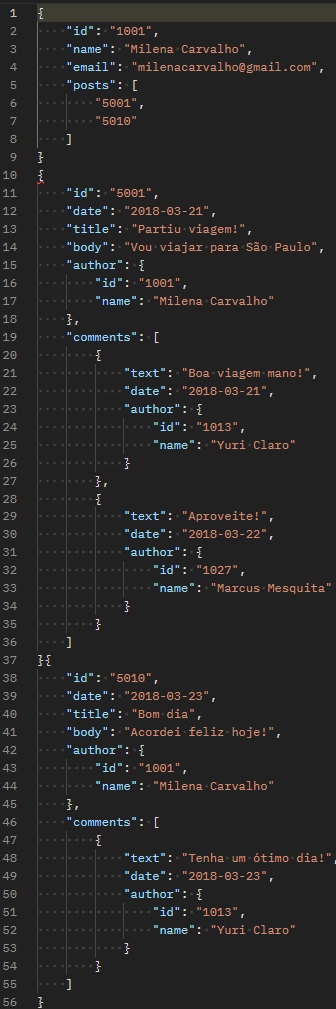 1 {
2 "id": "1001",
3 "name": "Milena Carvalho",
4 "email": "milenacarvalho@gmail.com",
5 "posts": [
6 "5001",
7 "5010"
8 ]
9 }
10 {
11 "id": "5001",
12 "date": "2018-03-21",
13 "title": "Partiu viagem!",
14 "body": "Vou viajar para São Paulo",
15 "author": {
16 "id": "1001",
17 "name": "Milena Carvalho"
18 },
19 "comments": [
20 {
21 "text": "Boa viagem mano!",
22 "date": "2018-03-21",
23 "author": {
24 "id": "1013",
25 "name": "Yuri Claro"
26 }
27 },
28 {
29 "text": "Aproveite!",
30 "date": "2018-03-22",
31 "author": {
32 "id": "1027",
33 "name": "Marcus Mesquita"
34 }
35 }
36 ]
37 }{
38 "id": "5010",
39 "date": "2018-03-23",
40 "title": "Bom dia",
41 "body": "Acordei feliz hoje!",
42 "author": {
43 "id": "1001",
44 "name": "Milena Carvalho"
45 },
46 "comments": [
47 {
48 "text": "Tenha um ótimo dia!",
49 "date": "2018-03-23",
50 "author": {
51 "id": "1013",
52 "name": "Yuri Claro"
53 }
54 }
55 ]
56 }